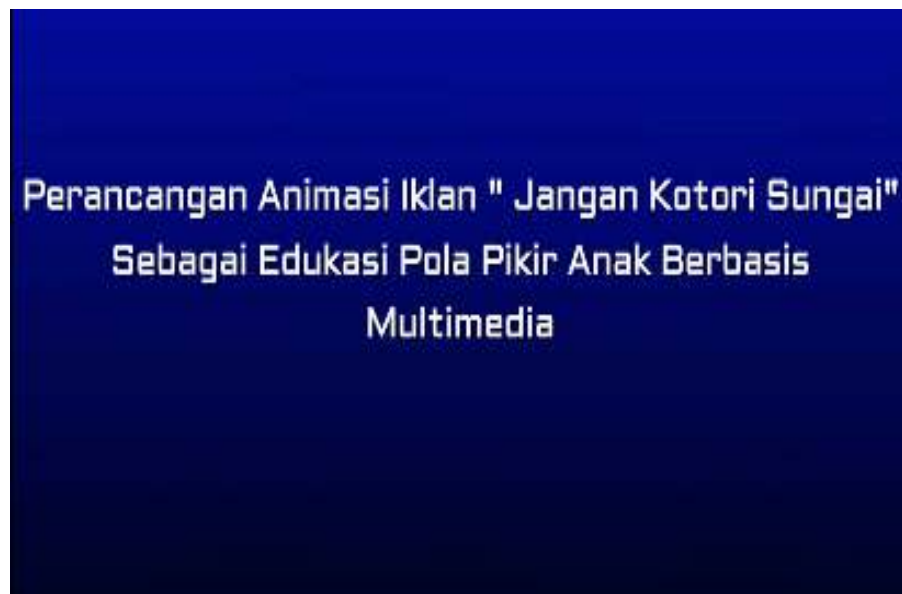 Perancangan Animasi Iklan " Jangan Kotori Sungai"
Sebagai Edukasi Pola Pikir Anak Berbasis
Multimedia